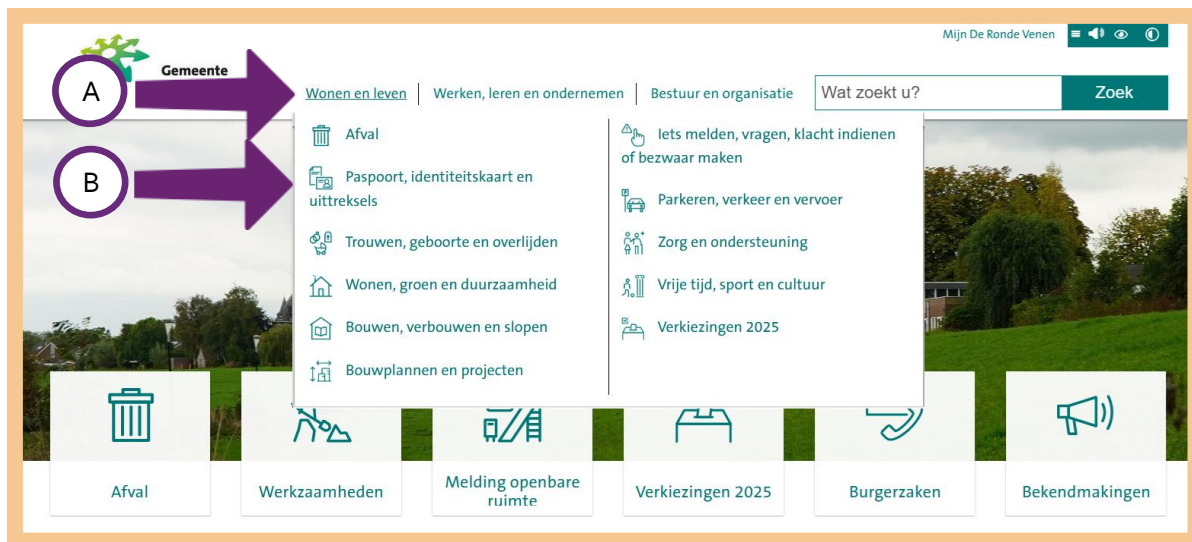 Mijn De Ronde Venen
Gemeente
A
Wonen en leven
Werken, leren en ondernemen
Bestuur en organisatie
Wat zoekt u?
Zoek
B
Afval
Paspoort, identiteitskaart en
uittreksels
Trouwen, geboorte en overlijden
Wonen, groen en duurzaamheid
Bouwen, verbouwen en slopen
Bouwplannen en projecten
Iets melden, vragen, klacht indienen
of bezwaar maken
Parkeren, verkeer en vervoer
Zorg en ondersteuning
Vrije tijd, sport en cultuur
Verkiezingen 2025
Afval
Werkzaamheden
Melding openbare
ruimte
Verkiezingen 2025
Burgerzaken
Bekendmakingen